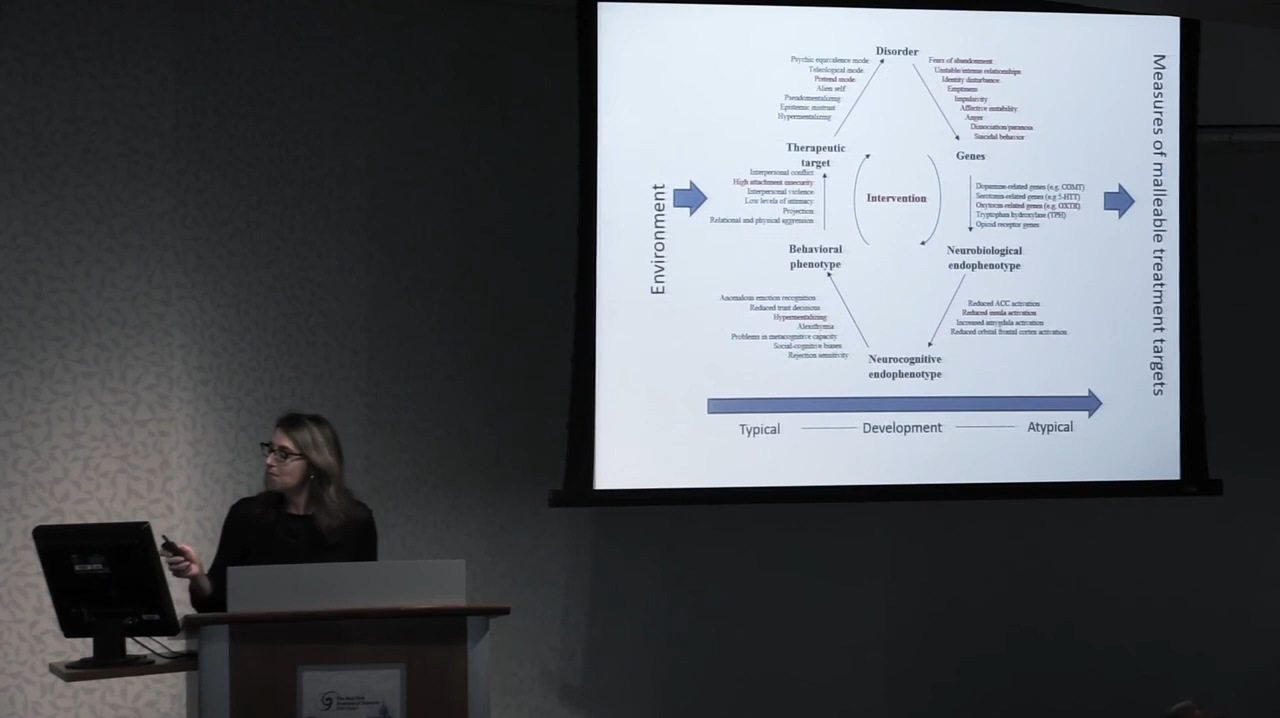 Disorder
Psychic equivalence mode
Teleological mode
Pretend mode
Alien self
Pseudomentalizing
Epistemic mistrust
Hypermentalizing
Fears of abandonment
Unstable/intense relationships
Identity disturbance
Emptiness
Impulsivity
Affective instability
Anger
Dissociation/paranoia
Suicidal behavior
Therapeutic
target
Genes
Interpersonal conflict
High attachment insecurity
Interpersonal violence
Low levels of intimacy
Projection
Relational and physical aggression
Intervention
Dopamine-related genes (e.g. COMT)
Serotonin-related genes (e.g 5-HTT)
Oxytocin-related genes (e.g. OXTR)
Tryptophan hydroxylase (TPH)
Opioid receptor genes
Behavioral
phenotype
Neurobiological
endophenotype
Anomalous emotion recognition
Reduced trust decisions
Hypermentalizing
Alexithymia
Problems in metacognitive capacity
Social-cognitive biases
Rejection sensitivity
Reduced ACC activation
Reduced insula activation
Increased amygdala activation
Reduced orbital frontal cortex activation
Neurocognitive
endophenotype
Environment
Measures of malleable treatment targets
Typical
Development
Atypical
The New York
Academy of Sciences